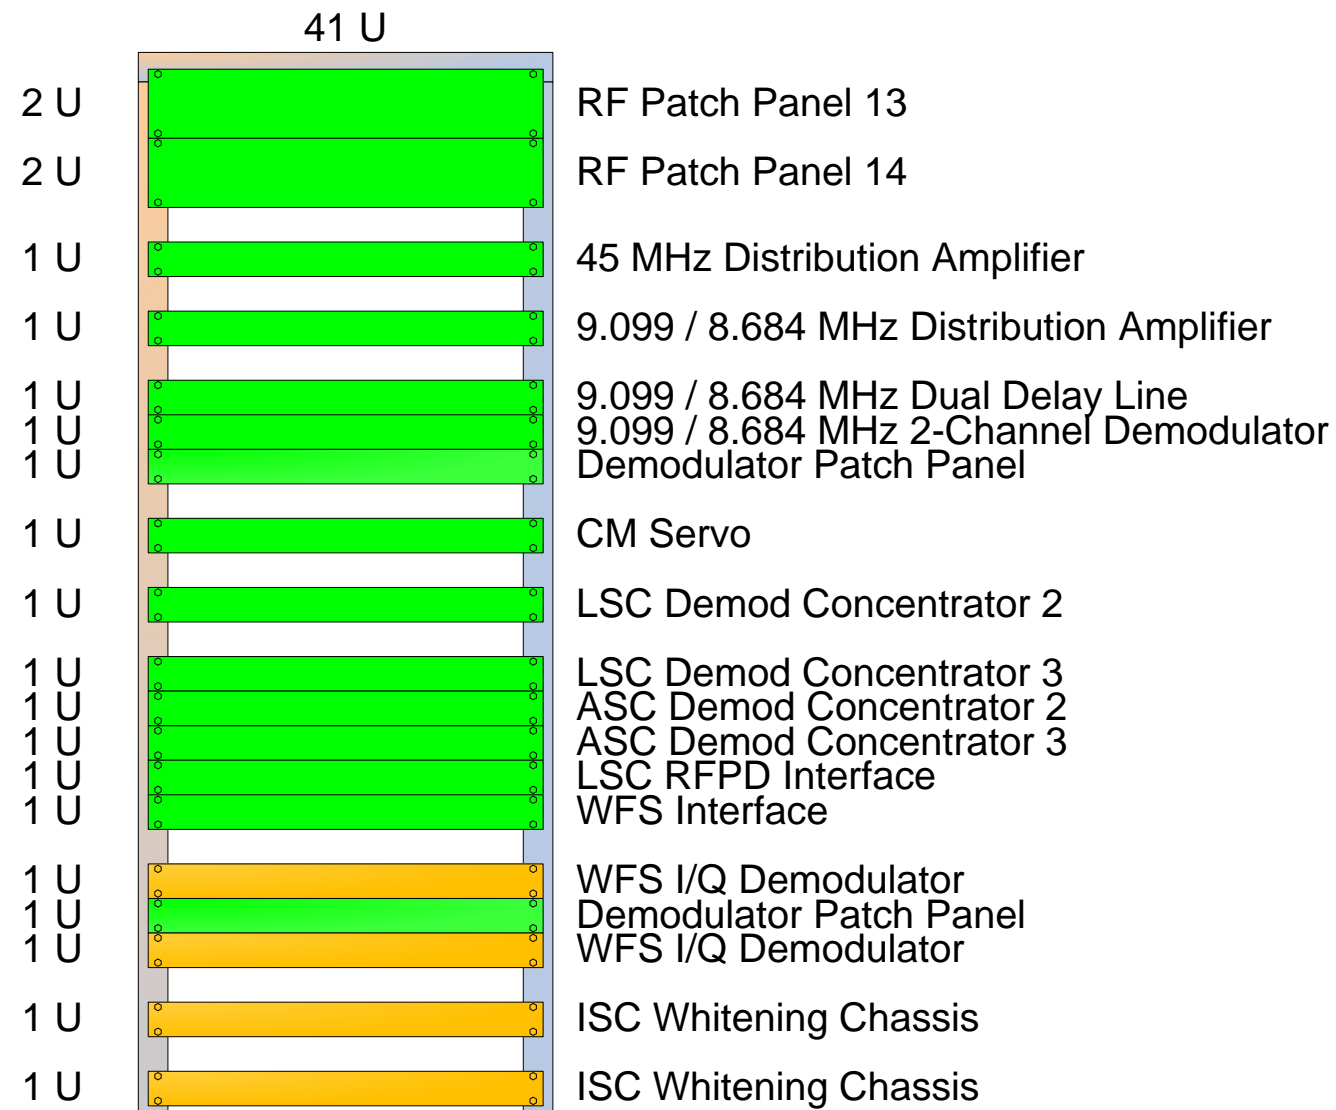 41 U
2 U RF Patch Panel 13
2 U RF Patch Panel 14
1 U 45 MHz Distribution Amplifier
1 U 9.099 / 8.684 MHz Distribution Amplifier
1 U 9.099 / 8.684 MHz Dual Delay Line
1 U 9.099 / 8.684 MHz 2-Channel Demodulator
1 U Demodulator Patch Panel
1 U CM Servo
1 U LSC Demod Concentrator 2
1 U LSC Demod Concentrator 3
1 U ASC Demod Concentrator 2
1 U ASC Demod Concentrator 3
1 U LSC RFPD Interface
1 U WFS Interface
1 U WFS I/Q Demodulator
1 U Demodulator Patch Panel
1 U WFS I/Q Demodulator
1 U ISC Whitening Chassis
1 U ISC Whitening Chassis